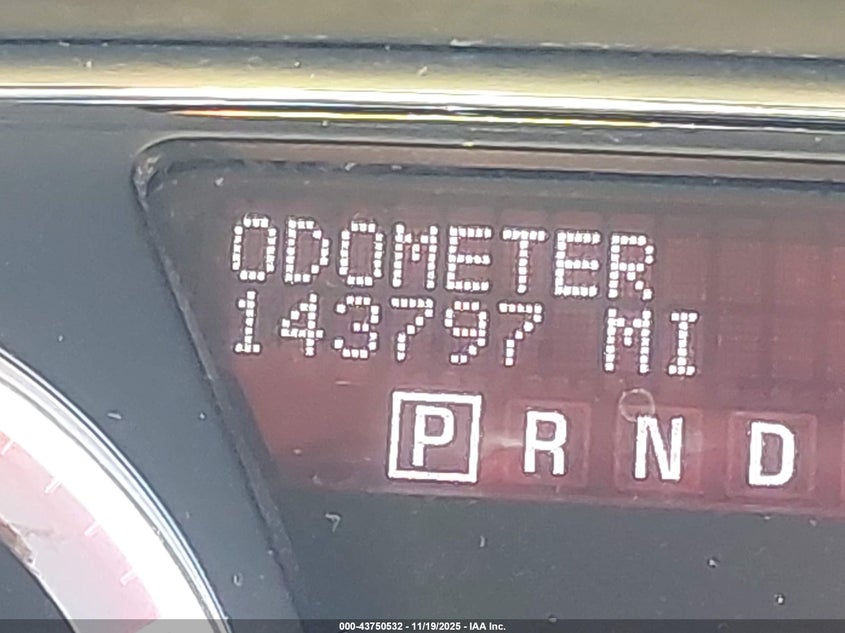 ODOMETER
143797 MI
P R N D
000-43750532 - 11/19/2025 - IAA Inc.